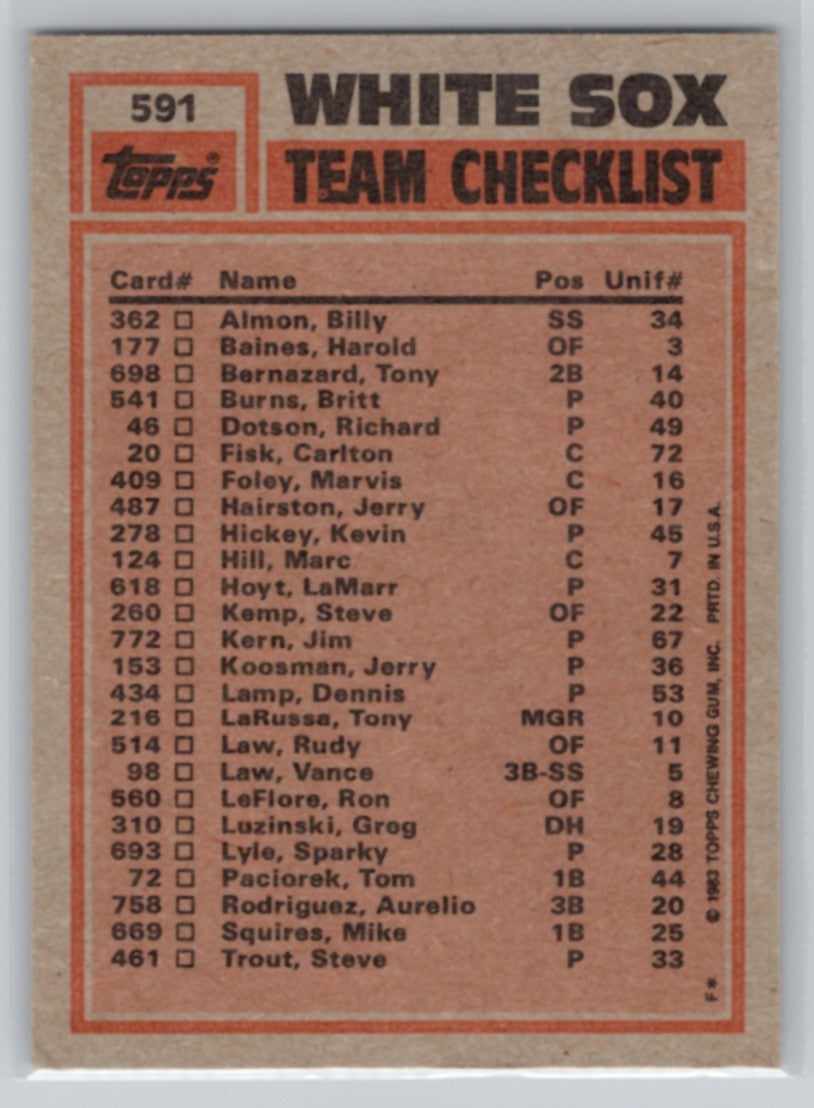 591
WHITE SOX
Topps®
TEAM CHECKLIST
Card# Name Pos Unif#
362 □ Almon, Billy SS 34
177 □ Baines, Harold OF 3
698 □ Bernazard, Tony 2B 14
541 □ Burns, Britt P 40
46 □ Dotson, Richard P 49
20 □ Fisk, Carlton C 72
409 □ Foley, Marvis C 16
487 □ Hairston, Jerry OF 17
278 □ Hickey, Kevin P 45
124 □ Hill, Marc C 7
618 □ Hoyt, LaMarr P 31
260 □ Kemp, Steve OF 22
772 □ Kern, Jim P 67
153 □ Koosman, Jerry P 36
434 □ Lamp, Dennis P 53
216 □ LaRussa, Tony MGR 10
514 □ Law, Rudy OF 11
98 □ Law, Vance 3B-SS 5
560 □ LeFlore, Ron OF 8
310 □ Luzinski, Greg DH 19
693 □ Lyle, Sparky P 28
72 □ Paciorek, Tom 1B 44
758 □ Rodriguez, Aurelio 3B 20
669 □ Squires, Mike 1B 25
461 □ Trout, Steve P 33
F* © 1983 TOPPS CHEWING GUM, INC. PRTD. IN U.S.A.